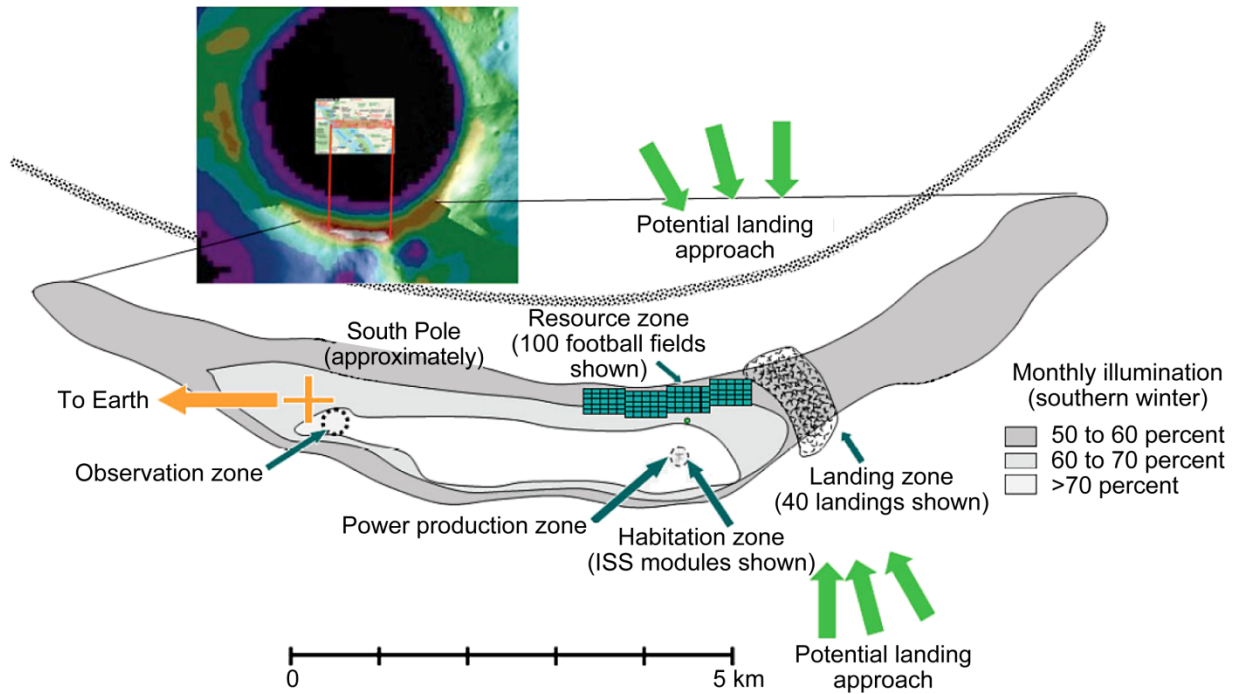 Potential landing
approach
South Pole
(approximately)
Resource zone
(100 football fields
shown)
To Earth
Monthly illumination
(southern winter)
50 to 60 percent
60 to 70 percent
>70 percent
Observation zone
Landing zone
(40 landings shown)
Power production zone
Habitation zone
(ISS modules shown)
Potential landing
approach
0
5 km